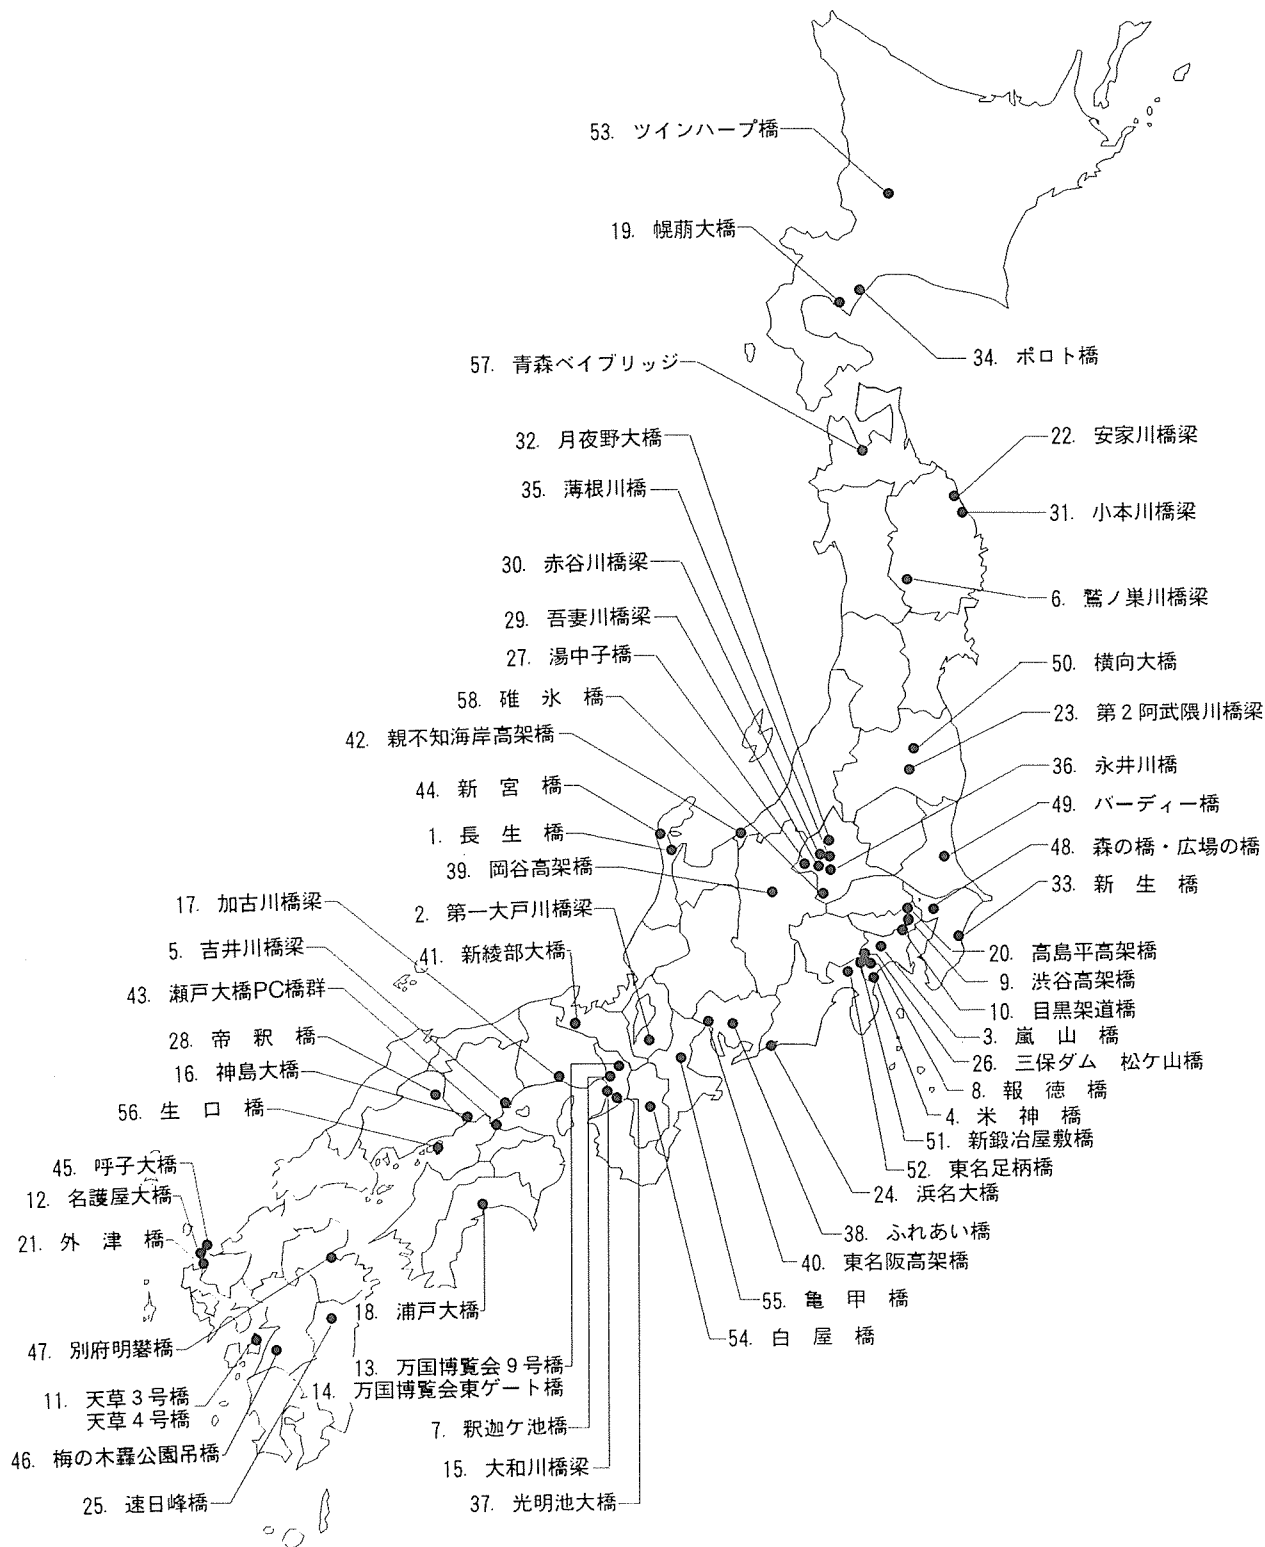 53. ツインハープ橋
19. 幌萠大橋
34. ポロト橋
57. 青森ベイブリッジ
32. 月夜野大橋
22. 安家川橋梁
35. 薄根川橋
31. 小本川橋梁
30. 赤谷川橋梁
6. 鷲ノ巣川橋梁
29. 吾妻川橋梁
27. 湯中子橋
50. 横向大橋
58. 碓氷橋
23. 第2阿武隈川橋梁
42. 親不知海岸高架橋
36. 永井川橋
44. 新宮橋
49. バーディー橋
1. 長生橋
48. 森の橋・広場の橋
39. 岡谷高架橋
33. 新生橋
17. 加古川橋梁
2. 第一大戸川橋梁
5. 吉井川橋梁
41. 新綾部大橋
20. 高島平高架橋
9. 渋谷高架橋
43. 瀬戸大橋PC橋群
10. 目黒架道橋
28. 帝釈橋
3. 嵐山橋
16. 神島大橋
26. 三保ダム 松ケ山橋
56. 生口橋
8. 報徳橋
4. 米神橋
51. 新鍛冶屋敷橋
45. 呼子大橋
52. 東名足柄橋
12. 名護屋大橋
24. 浜名大橋
21. 外津橋
38. ふれあい橋
40. 東名阪高架橋
55. 亀甲橋
18. 浦戸大橋
54. 白屋橋
47. 別府明礬橋
13. 万国博覧会9号橋
14. 万国博覧会東ゲート橋
11. 天草3号橋
天草4号橋
7. 釈迦ケ池橋
46. 梅の木轟公園吊橋
15. 大和川橋梁
25. 速日峰橋
37. 光明池大橋